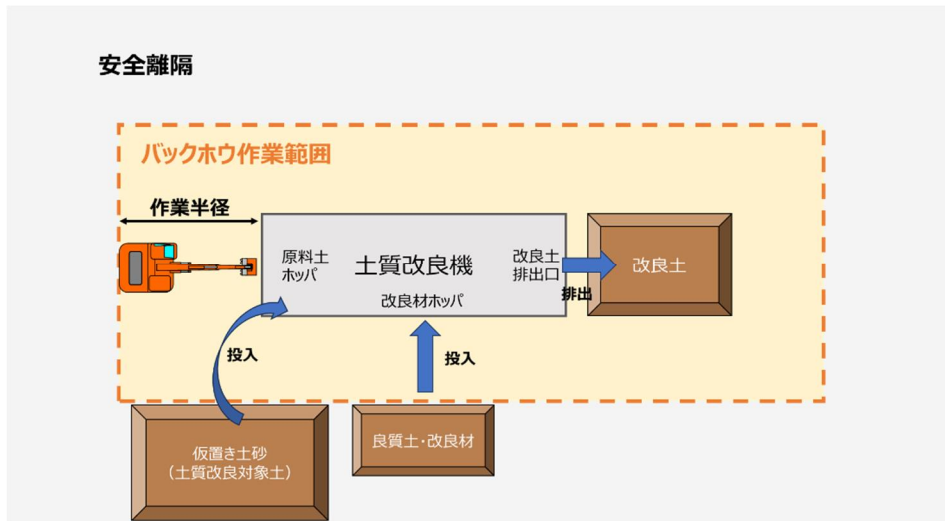 安全離隔
バックホウ作業範囲
作業半径
原料土
ホッパ
土質改良機
改良土
排出口
改良材ホッパ
排出
改良土
投入
投入
仮置き土砂
（土質改良対象土）
良質土・改良材